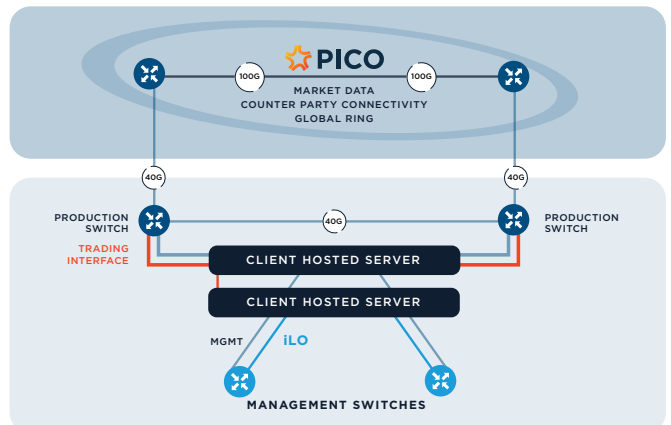 PICO
100G
100G
MARKET DATA
COUNTER PARTY CONNECTIVITY
GLOBAL RING
40G
40G
PRODUCTION
SWITCH
40G
PRODUCTION
SWITCH
TRADING
INTERFACE
CLIENT HOSTED SERVER
CLIENT HOSTED SERVER
MGMT
iLO
MANAGEMENT SWITCHES